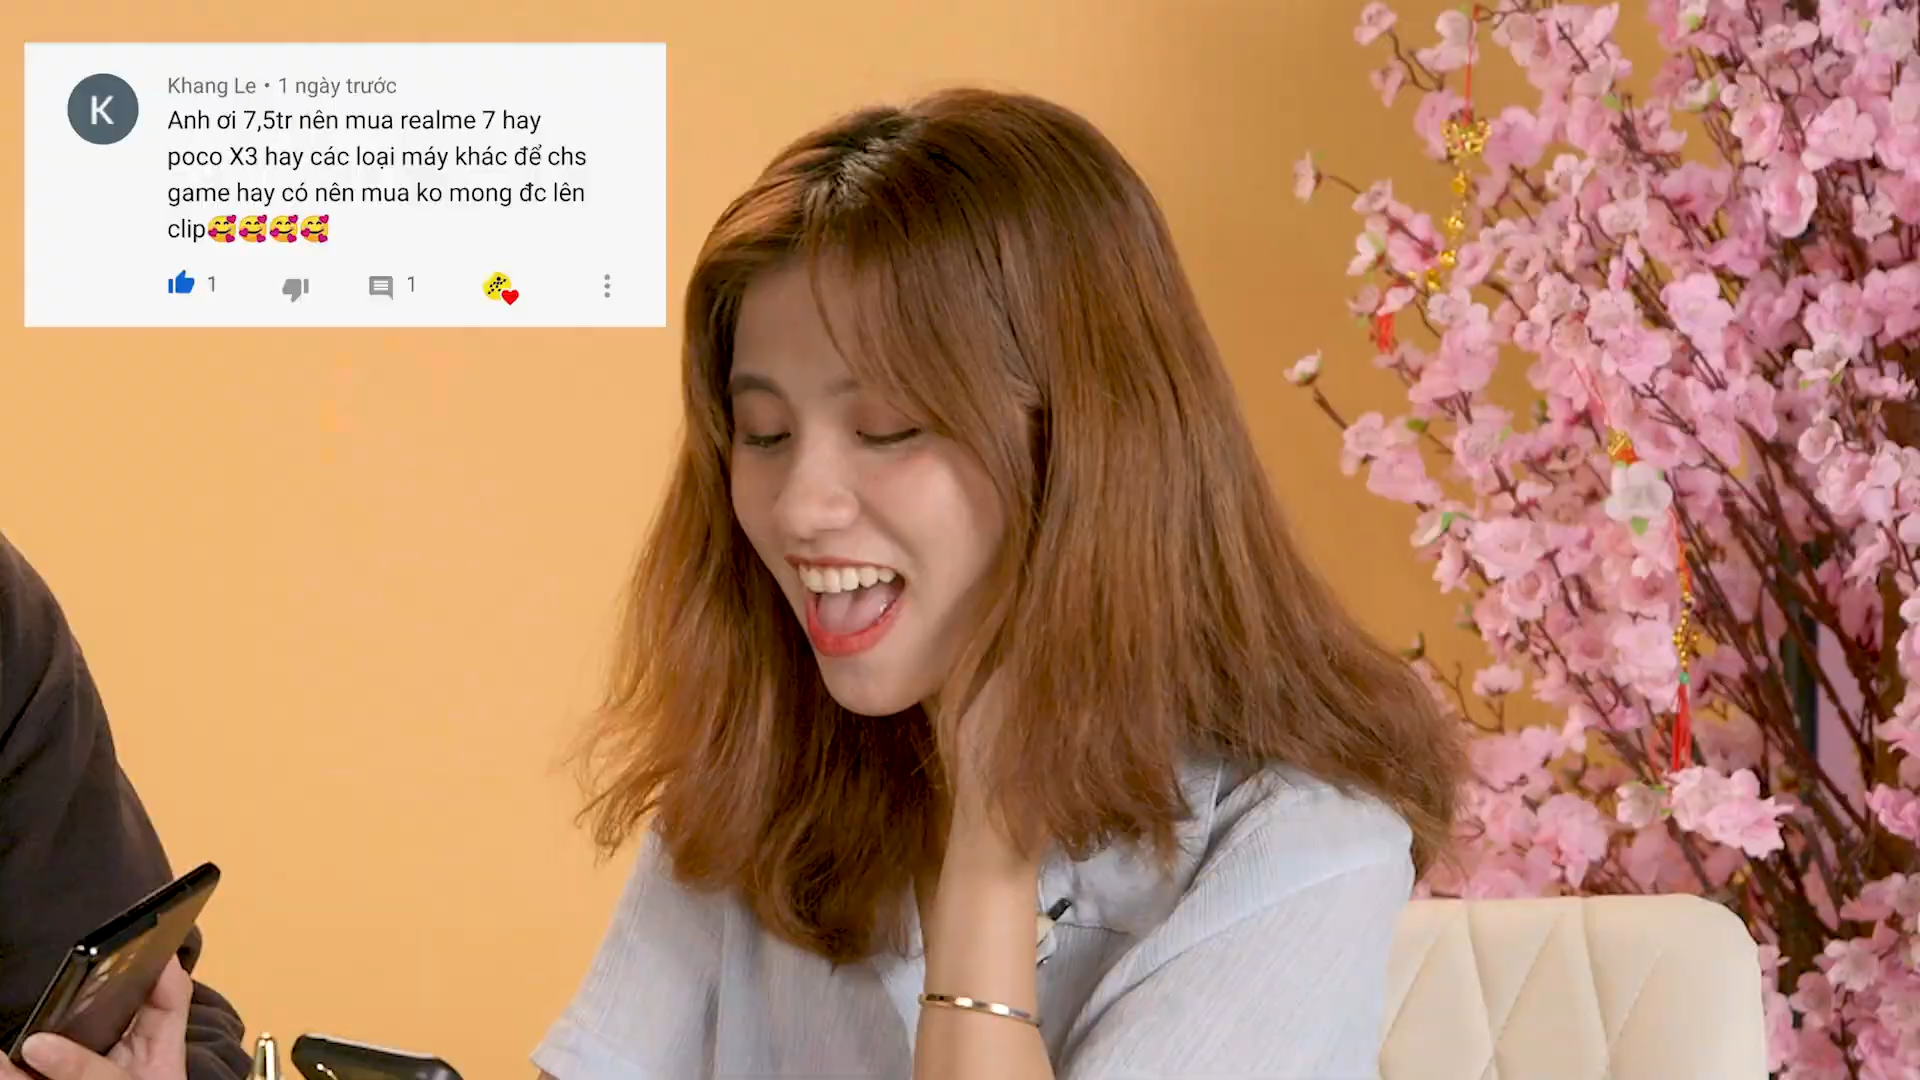 K
Khang Le • 1 ngày trước
Anh ơi 7,5tr nên mua realme 7 hay
poco X3 hay các loại máy khác để chs
game hay có nên mua ko mong đc lên
clip🥰🥰🥰🥰
1
1